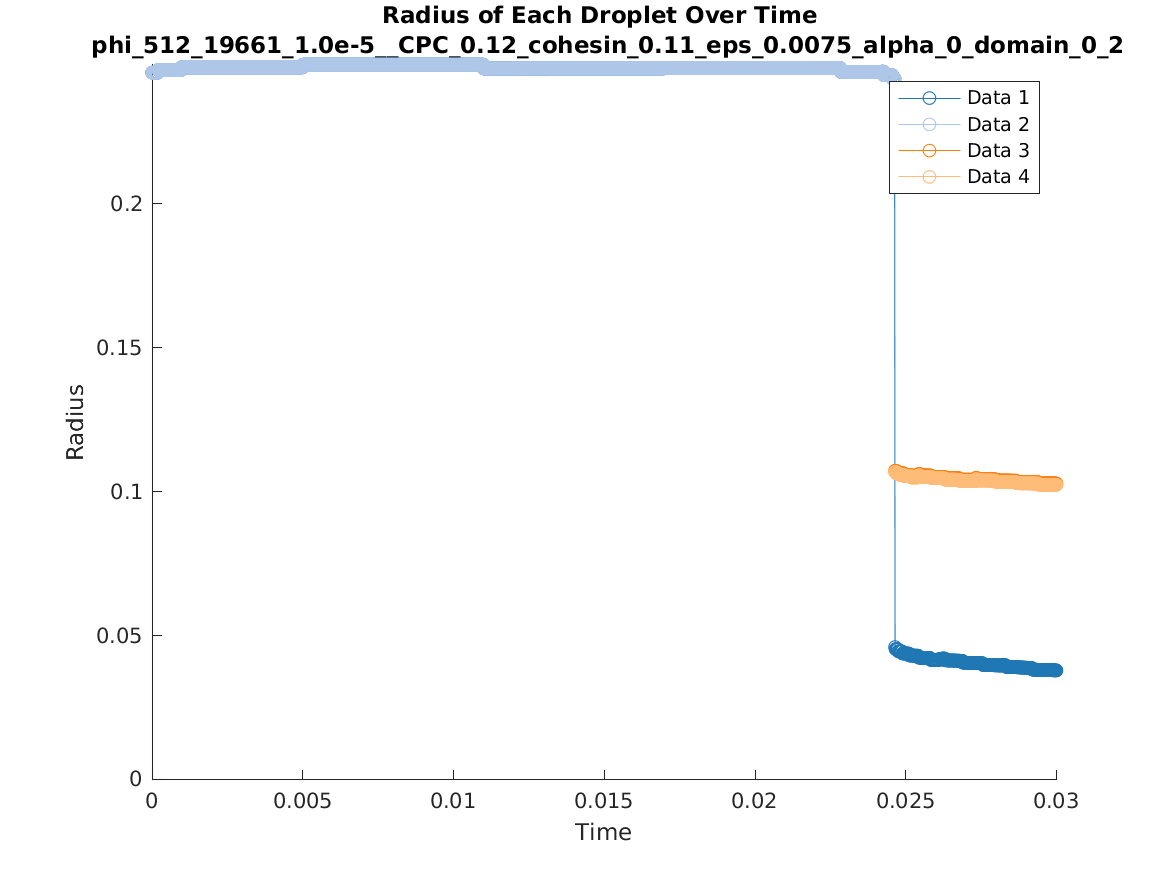 Radius of Each Droplet Over Time
phi_512_19661_1.0e-5__CPC_0.12_cohesin_0.11_eps_0.0075_alpha_0_domain_0_2
Data 1
Data 2
Data 3
Data 4
0.2
0.15
0.1
0.05
0
Radius
0
0.005
0.01
0.015
0.02
0.025
0.03
Time